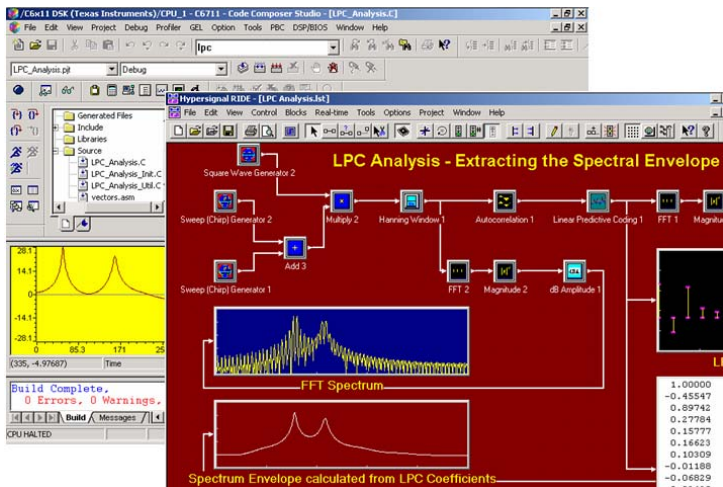 /C6x11 DSK (Texas Instruments)/CPU_1 - C6711 - Code Composer Studio - [LPC_Analysis.C]
File Edit View Project Debug Profiler GEL Option Tools PBC DSP/BIOS Window Help
lpc
LPC_Analysis.pjt Debug
Generated Files
Include
Libraries
Source
LPC_Analysis.C
LPC_Analysis_Init.C
LPC_Analysis_Util.C
vectors.asm
28.1
14.1
0
-14.1
-28.1
0 85.3 171
(335, -4.97687) Time
Build Complete,
0 Errors, 0 Warnings,
Build Messages
CPU HALTED
Hypersignal RIDE - [LPC Analysis.lst]
File Edit View Control Blocks Real-time Tools Options Project Window Help
LPC Analysis - Extracting the Spectral Envelope
Square Wave Generator 2
Sweep (Chirp) Generator 2
Multiply 2
Hanning Window 1
Autocorrelation 1
Linear Predictive Coding 1
FFT 1
Add 3
Sweep (Chirp) Generator 1
FFT 2
Magnitude 2
dB Amplitude 1
FFT Spectrum
Spectrum Envelope calculated from LPC Coefficients
1.00000
-0.45547
0.89742
0.27784
0.15777
0.16623
0.10309
-0.01188
-0.06829